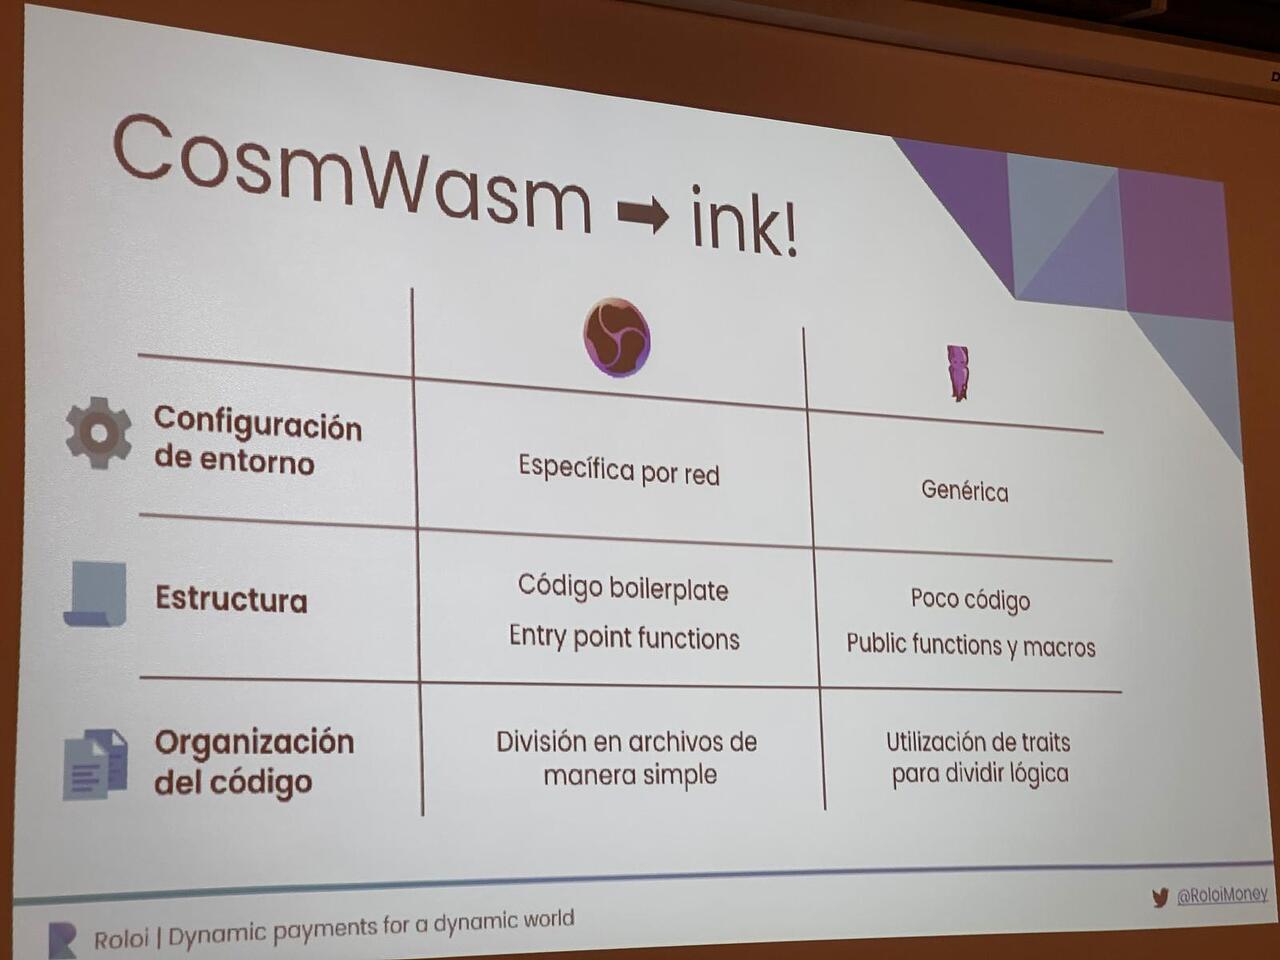 CosmWasm ➡ ink!
Configuración
de entorno
Específica por red
Genérica
Estructura
Código boilerplate
Entry point functions
Poco código
Public functions y macros
Organización
del código
División en archivos de
manera simple
Utilización de traits
para dividir lógica
Roloi | Dynamic payments for a dynamic world
@RoloiMoney